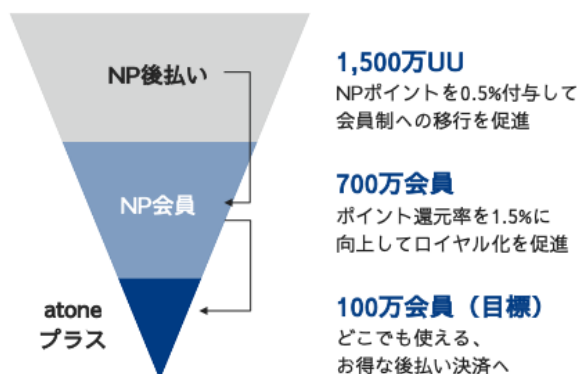 NP後払い
1,500万UU
NPポイントを0.5%付与して
会員制への移行を促進
NP会員
700万会員
ポイント還元率を1.5%に
向上してロイヤル化を促進
atone
プラス
100万会員（目標）
どこでも使える、
お得な後払い決済へ